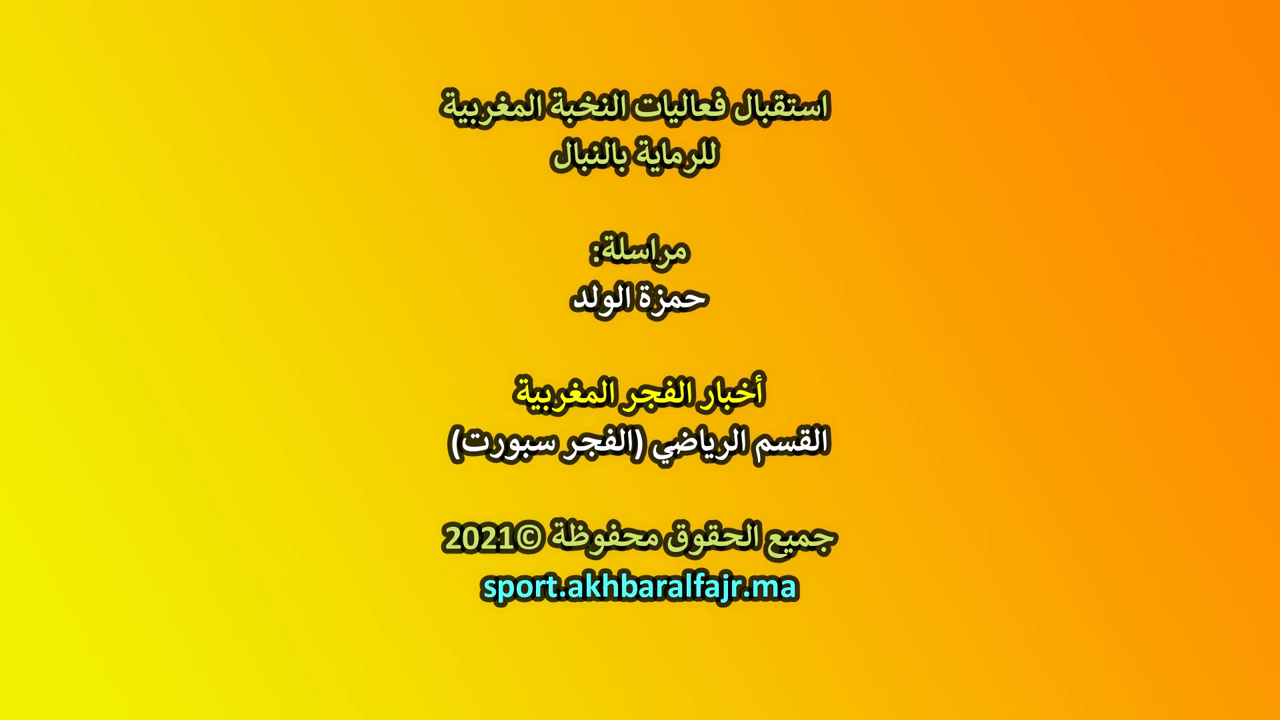 استقبال فعاليات النخبة المغربية
للرماية بالنبال
مراسلة:
حمزة الولد
أخبار الفجر المغربية
القسم الرياضي (الفجر سبورت)
جميع الحقوق محفوظة ©2021
sport.akhbaralfajr.ma